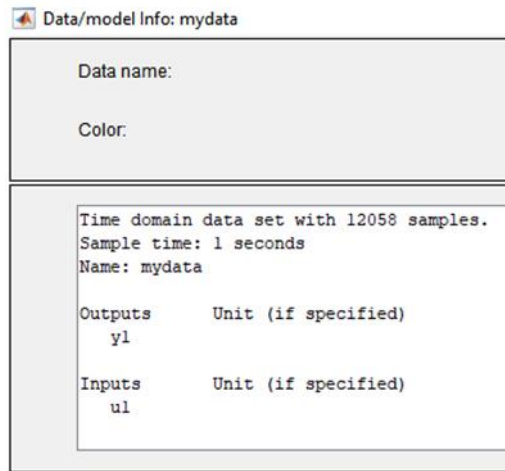 Data/model Info: mydata
Data name:
Color:
Time domain data set with 12058 samples.
Sample time: 1 seconds
Name: mydata
Outputs Unit (if specified)
y1
Inputs Unit (if specified)
u1